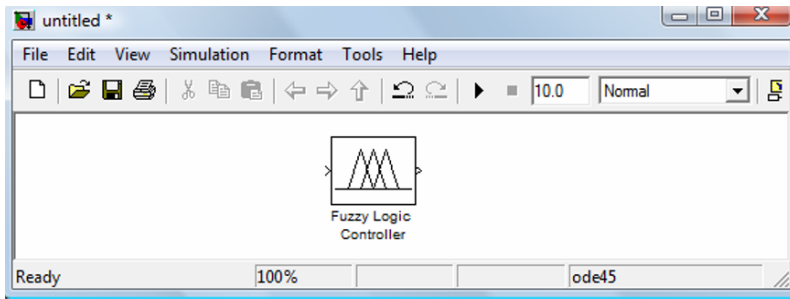 untitled *
File Edit View Simulation Format Tools Help
10.0 Normal
Fuzzy Logic
Controller
Ready 100% ode45